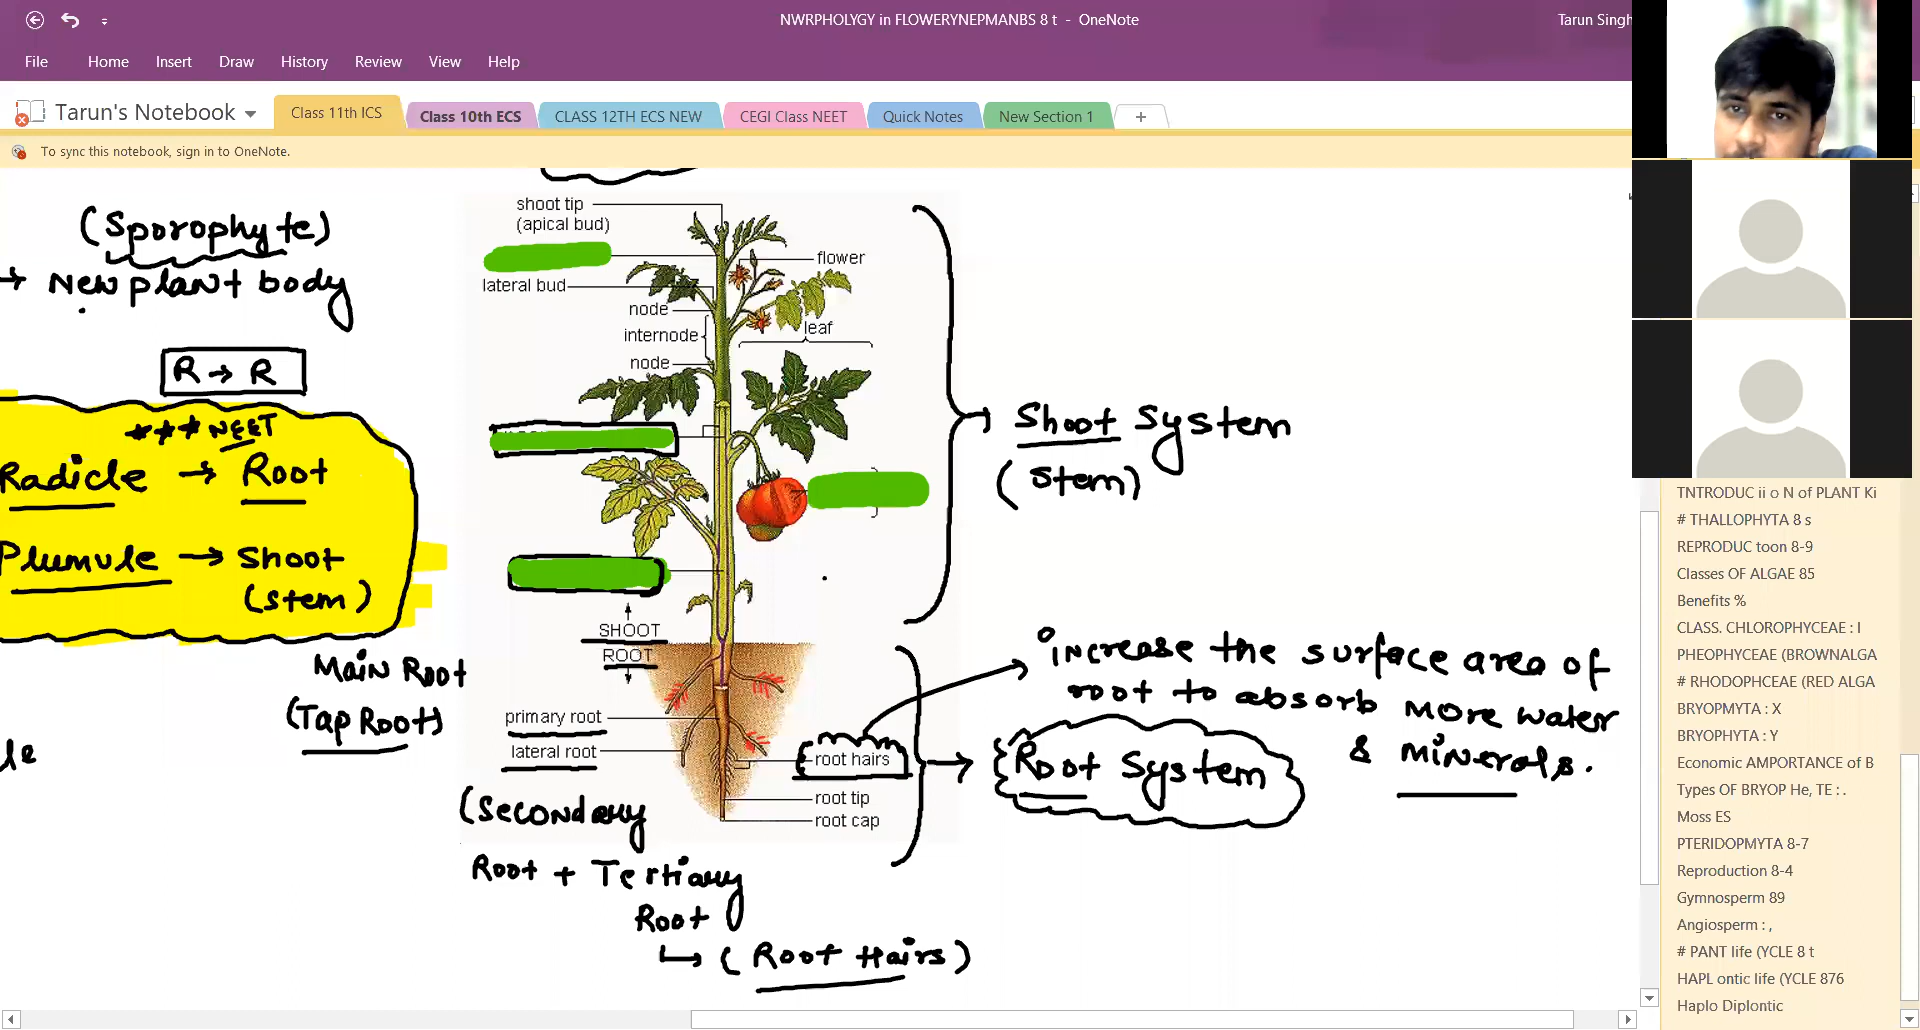 NWRPHOLYGY in FLOWERYNEPMANBS 8 t - OneNote
Tarun Singh
File Home Insert Draw History Review View Help
Tarun's Notebook
Class 11th ICS
Class 10th ECS
CLASS 12TH ECS NEW
CEGI Class NEET
Quick Notes
New Section 1
To sync this notebook, sign in to OneNote.
(Sporophyte)
→ New plant body
R → R
*** NEET
Radicle → Root
Plumule → Shoot
(Stem)
Main Root
(Tap Root)
shoot tip
(apical bud)
lateral bud
node
internode
node
flower
leaf
SHOOT
ROOT
primary root
lateral root
root hairs
root tip
root cap
(Secondary
Root + Tertiary
Root
↳ (Root Hairs)
Shoot System
(Stem)
increase the surface area of
root to absorb more water
& minerals.
Root System
TNTRODUC ii o N of PLANT Ki
# THALLOPHYTA 8 s
REPRODUC toon 8-9
Classes OF ALGAE 85
Benefits %
CLASS. CHLOROPHYCEAE : I
PHEOPHYCEAE (BROWNALGA
# RHODOPHCEAE (RED ALGA
BRYOPMYTA : X
BRYOPHYTA : Y
Economic AMPORTANCE of B
Types OF BRYOP He, TE : .
Moss ES
PTERIDOPMYTA 8-7
Reproduction 8-4
Gymnosperm 89
Angiosperm : ,
# PANT life (YCLE 8 t
HAPL ontic life (YCLE 876
Haplo Diplontic